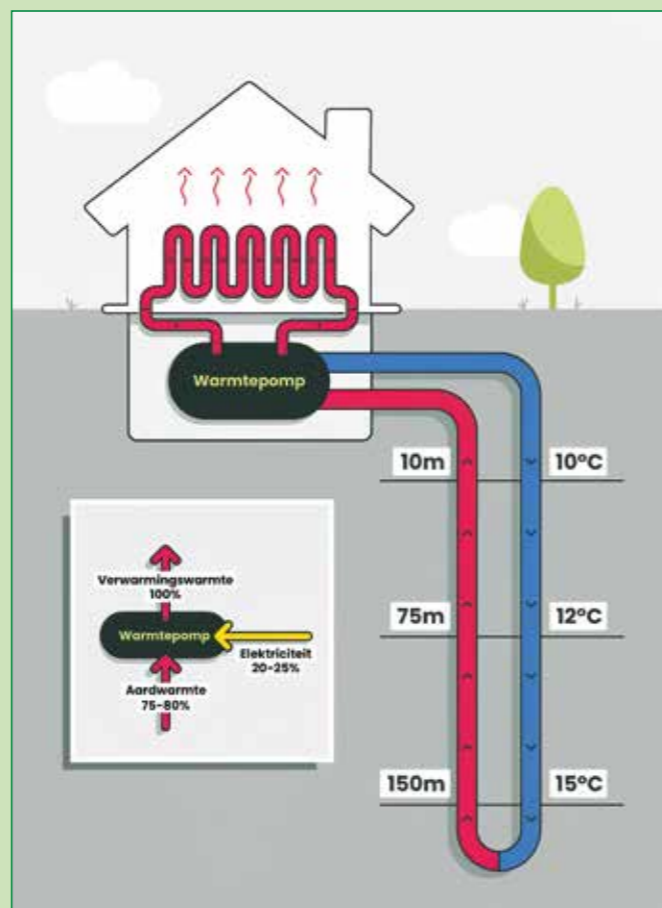 Warmtepomp
10m 10°C
Verwarmingswarmte
100%
Warmtepomp
Elektriciteit
20-25%
Aardwarmte
75-80%
75m 12°C
150m 15°C